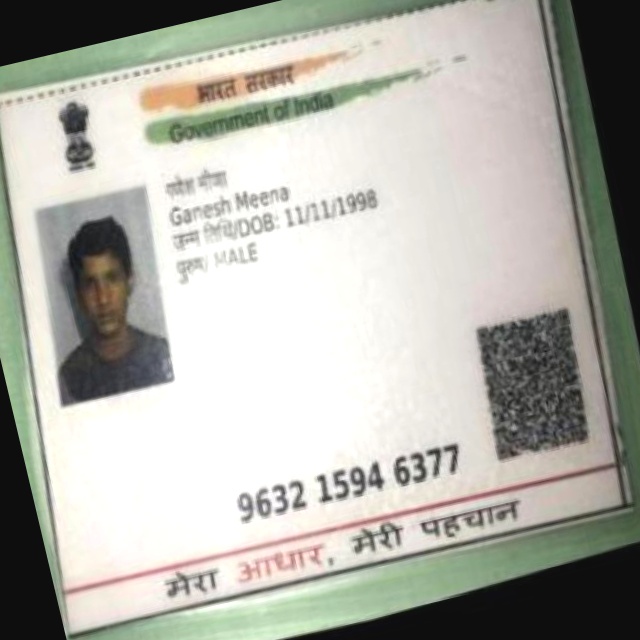 भारत सरकार
Government of India
गणेश मीणा
Ganesh Meena
जन्म तिथि/DOB: 11/11/1998
पुरुष/ MALE
9632 1594 6377
मेरा आधार, मेरी पहचान